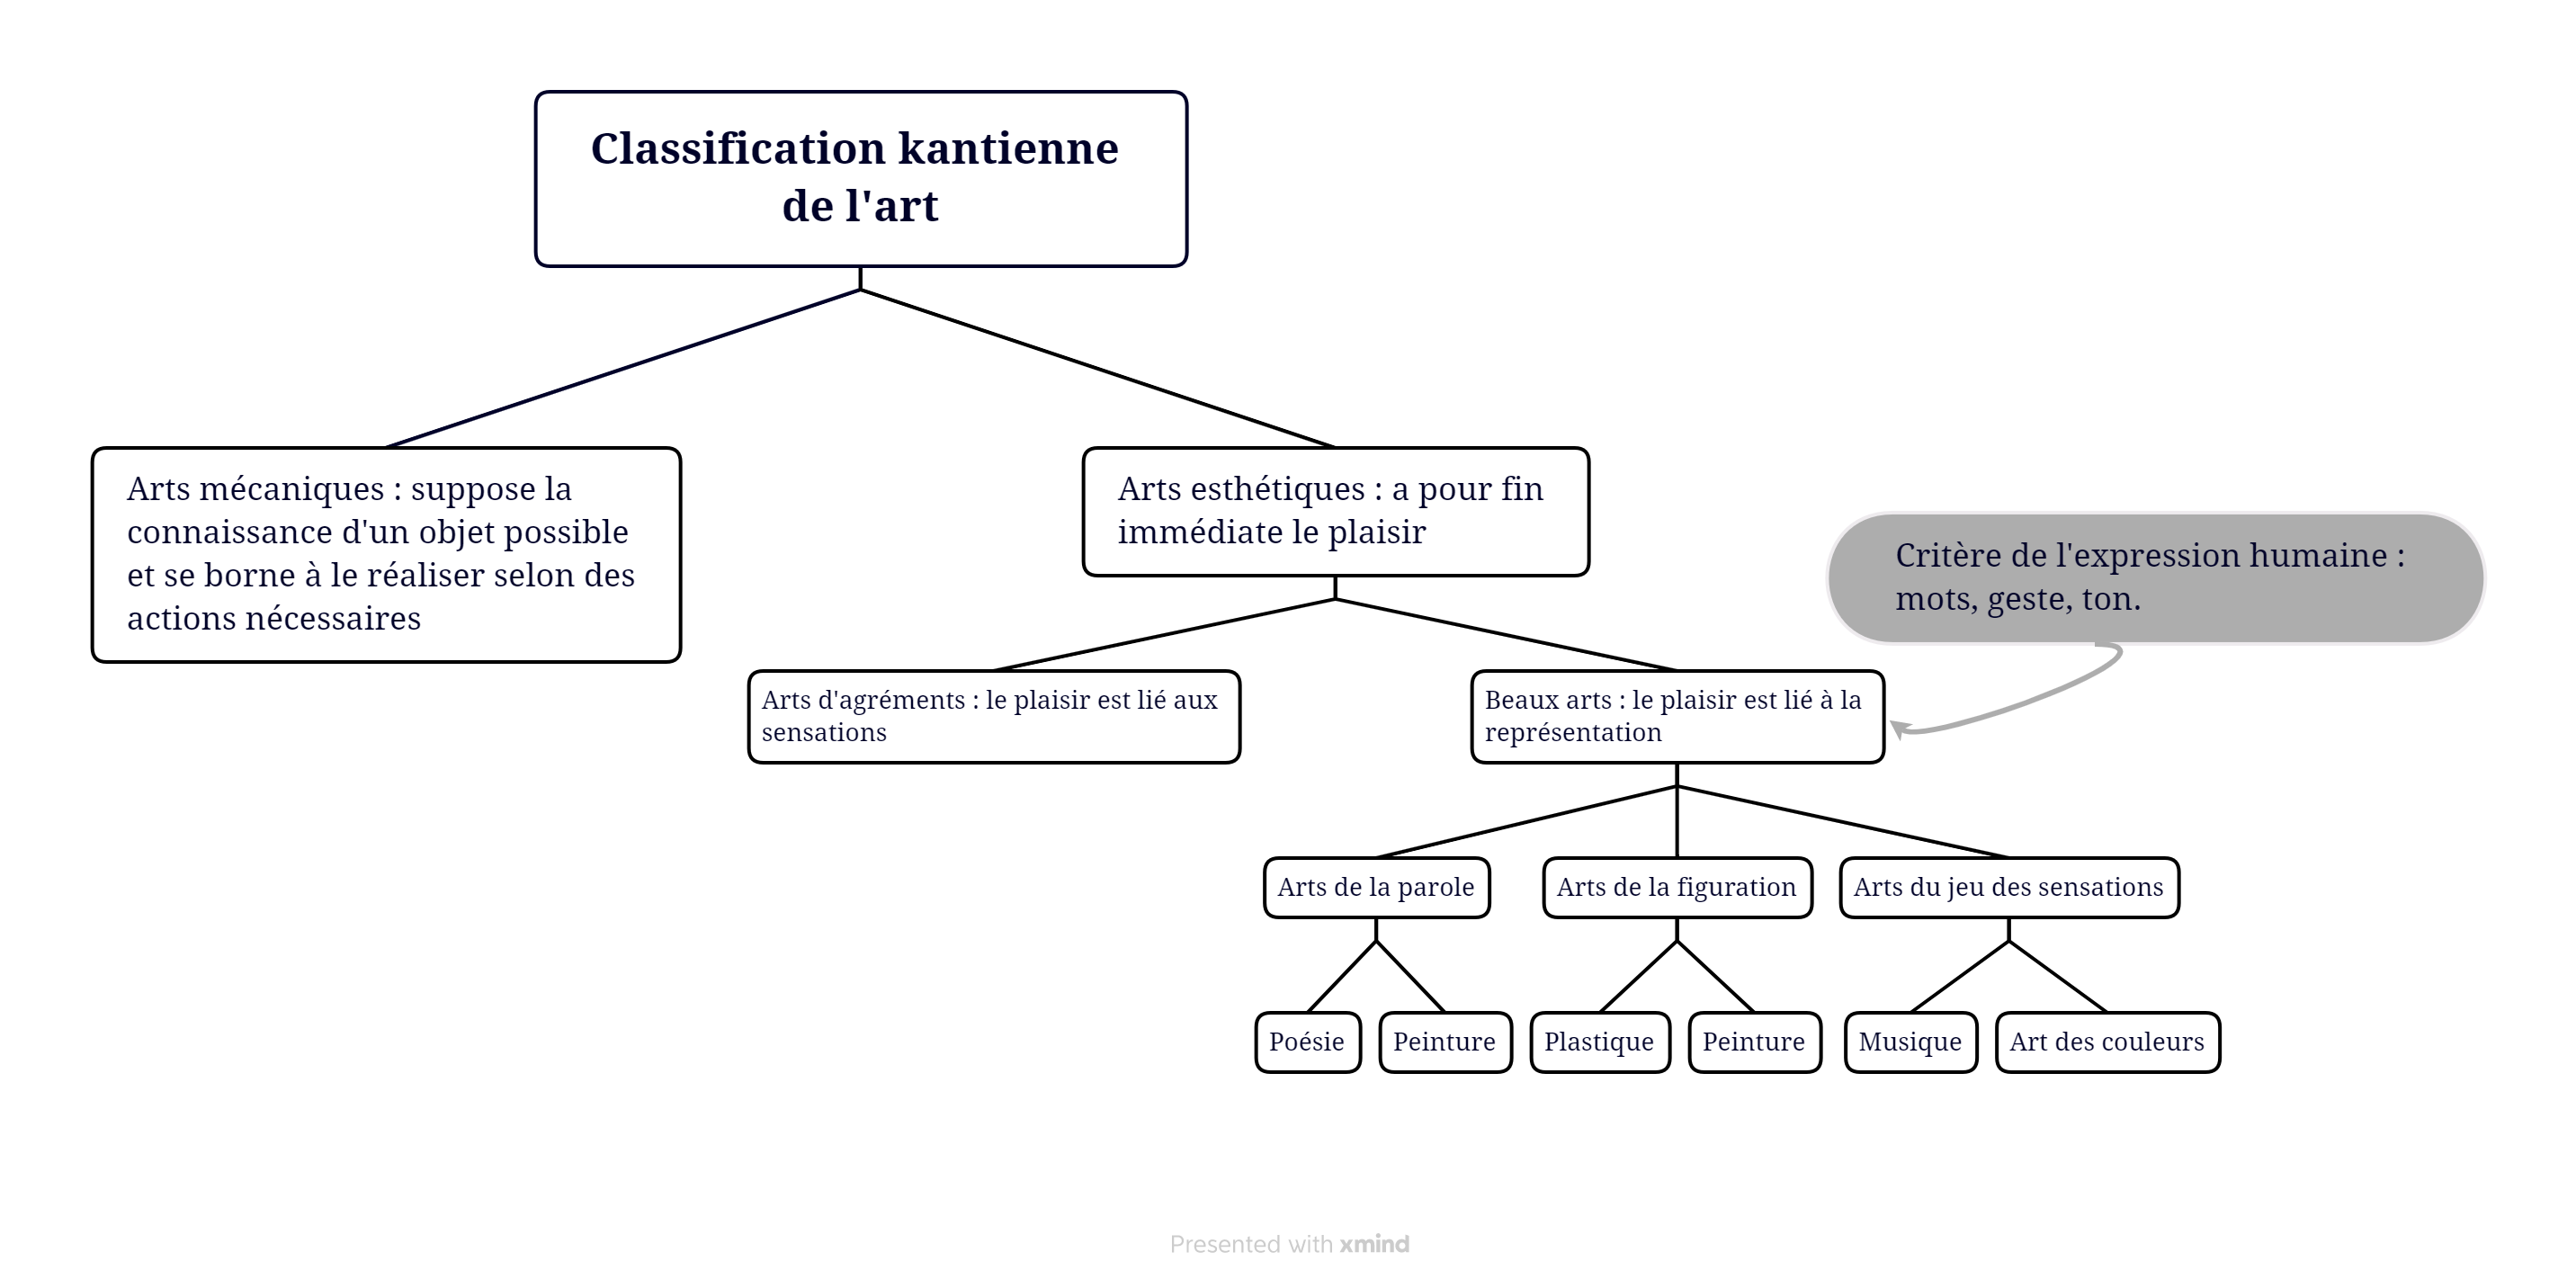 Classification kantienne
de l'art
Arts mécaniques : suppose la
connaissance d'un objet possible
et se borne à le réaliser selon des
actions nécessaires
Arts esthétiques : a pour fin
immédiate le plaisir
Critère de l'expression humaine :
mots, geste, ton.
Arts d'agréments : le plaisir est lié aux
sensations
Beaux arts : le plaisir est lié à la
représentation
Arts de la parole
Arts de la figuration
Arts du jeu des sensations
Poésie
Peinture
Plastique
Peinture
Musique
Art des couleurs
Presented with xmind